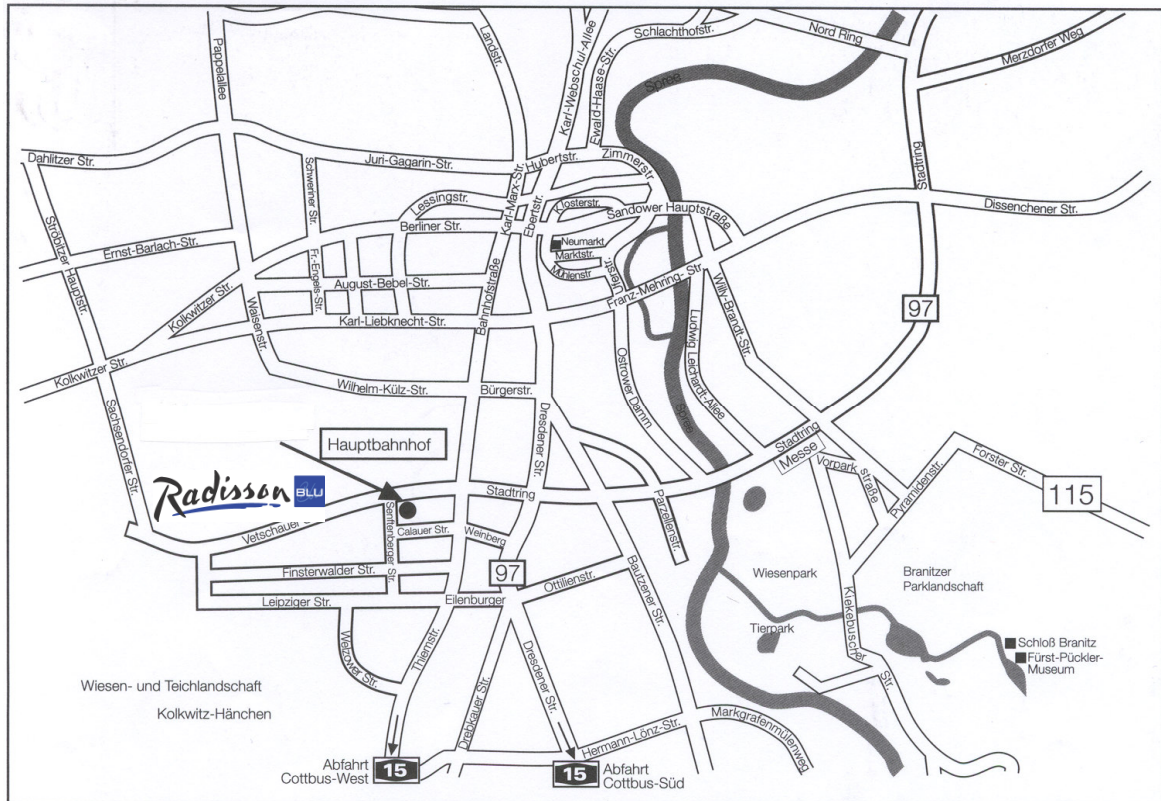 Pappelallee
Landstr.
Karl-Webschul-Allee
Ewald-Haase-Str.
Schlachthofstr.
Nord Ring
Merzdorfer Weg
Spree
Dahlitzer Str.
Juri-Gagarin-Str.
Hubertstr.
Zimmerstr.
Stadtring
Schweriner Str.
Karl-Marx-Str.
Lessingstr.
Klosterstr.
Sandower Hauptstraße
Dissenchener Str.
Ströbitzer Hauptstr.
Ernst-Barlach-Str.
Berliner Str.
Ebertstr.
Neumarkt
Marktstr.
Mühlenstr
Uferstr.
Fr.-Engels-Str.
August-Bebel-Str.
Bahnhofstraße
Franz-Mehring- Str
Willy-Brandt-Str.
97
Kolkwitzer Str.
Waisenstr.
Karl-Liebknecht-Str.
Ludwig Leichardt-Allee
Kolkwitzer Str.
Wilhelm-Külz-Str.
Bürgerstr.
Ostrower Damm
Spree
Sachsendorfer Str.
Dresdener Str.
Stadtring
Messe
Hauptbahnhof
Vorpark
straße
Pyramidenstr.
Forster Str.
115
Radisson BLU
Stadtring
Parzellenstr.
Vetschauer
Senftenberger Str.
Calauer Str.
Weinberg
Finsterwalder Str.
97
Ottilienstr.
Bautzener Str.
Wiesenpark
Branitzer
Parklandschaft
Leipziger Str.
Eilenburger
Kiekebuscher
Str.
Tierpark
Schloß Branitz
Fürst-Pückler-
Museum
Welzower Str.
Thiemstr.
Drebkauer Str.
Dresdener Str.
Wiesen- und Teichlandschaft
Kolkwitz-Hänchen
Hermann-Lönz-Str.
Markgrafenmülenweg
Abfahrt
Cottbus-West
15
15
Abfahrt
Cottbus-Süd